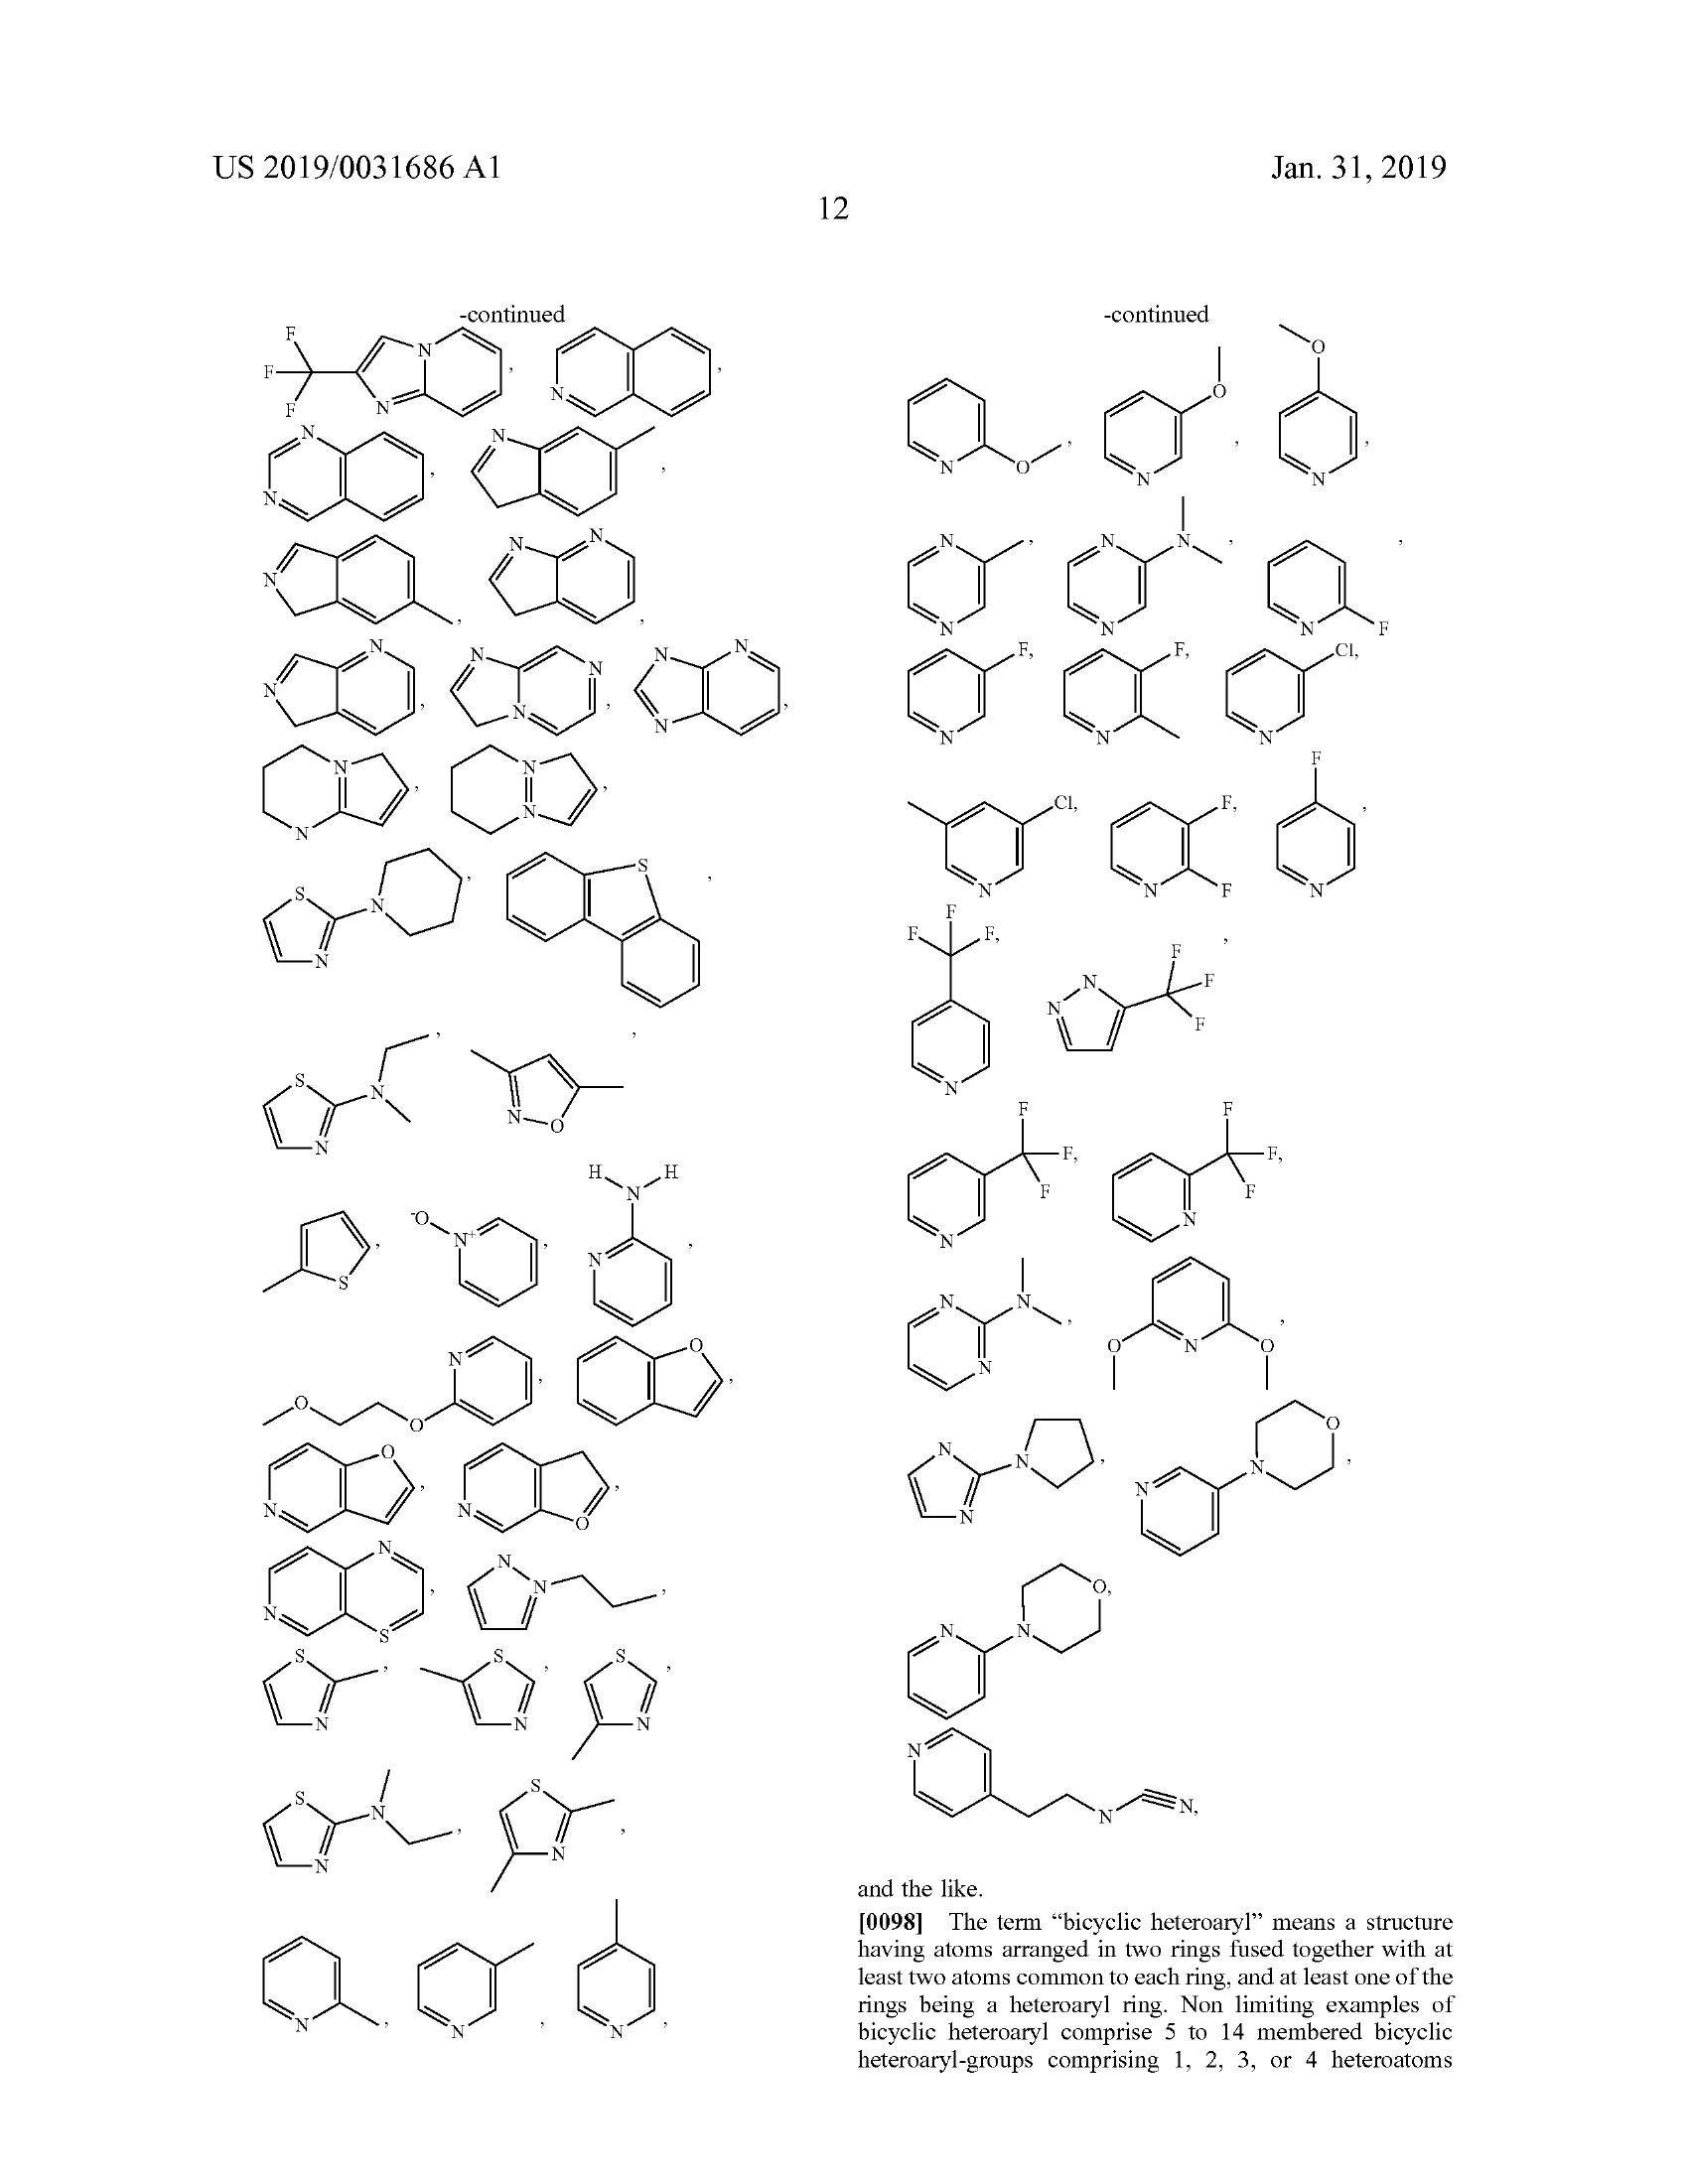 US 2019/0031686 A1
Jan. 31, 2019
12
-continued
-continued
and the like.
[0098] The term “bicyclic heteroaryl” means a structure
having atoms arranged in two rings fused together with at
least two atoms common to each ring, and at least one of the
rings being a heteroaryl ring. Non limiting examples of
bicyclic heteroaryl comprise 5 to 14 membered bicyclic
heteroaryl-groups comprising 1, 2, 3, or 4 heteroatoms